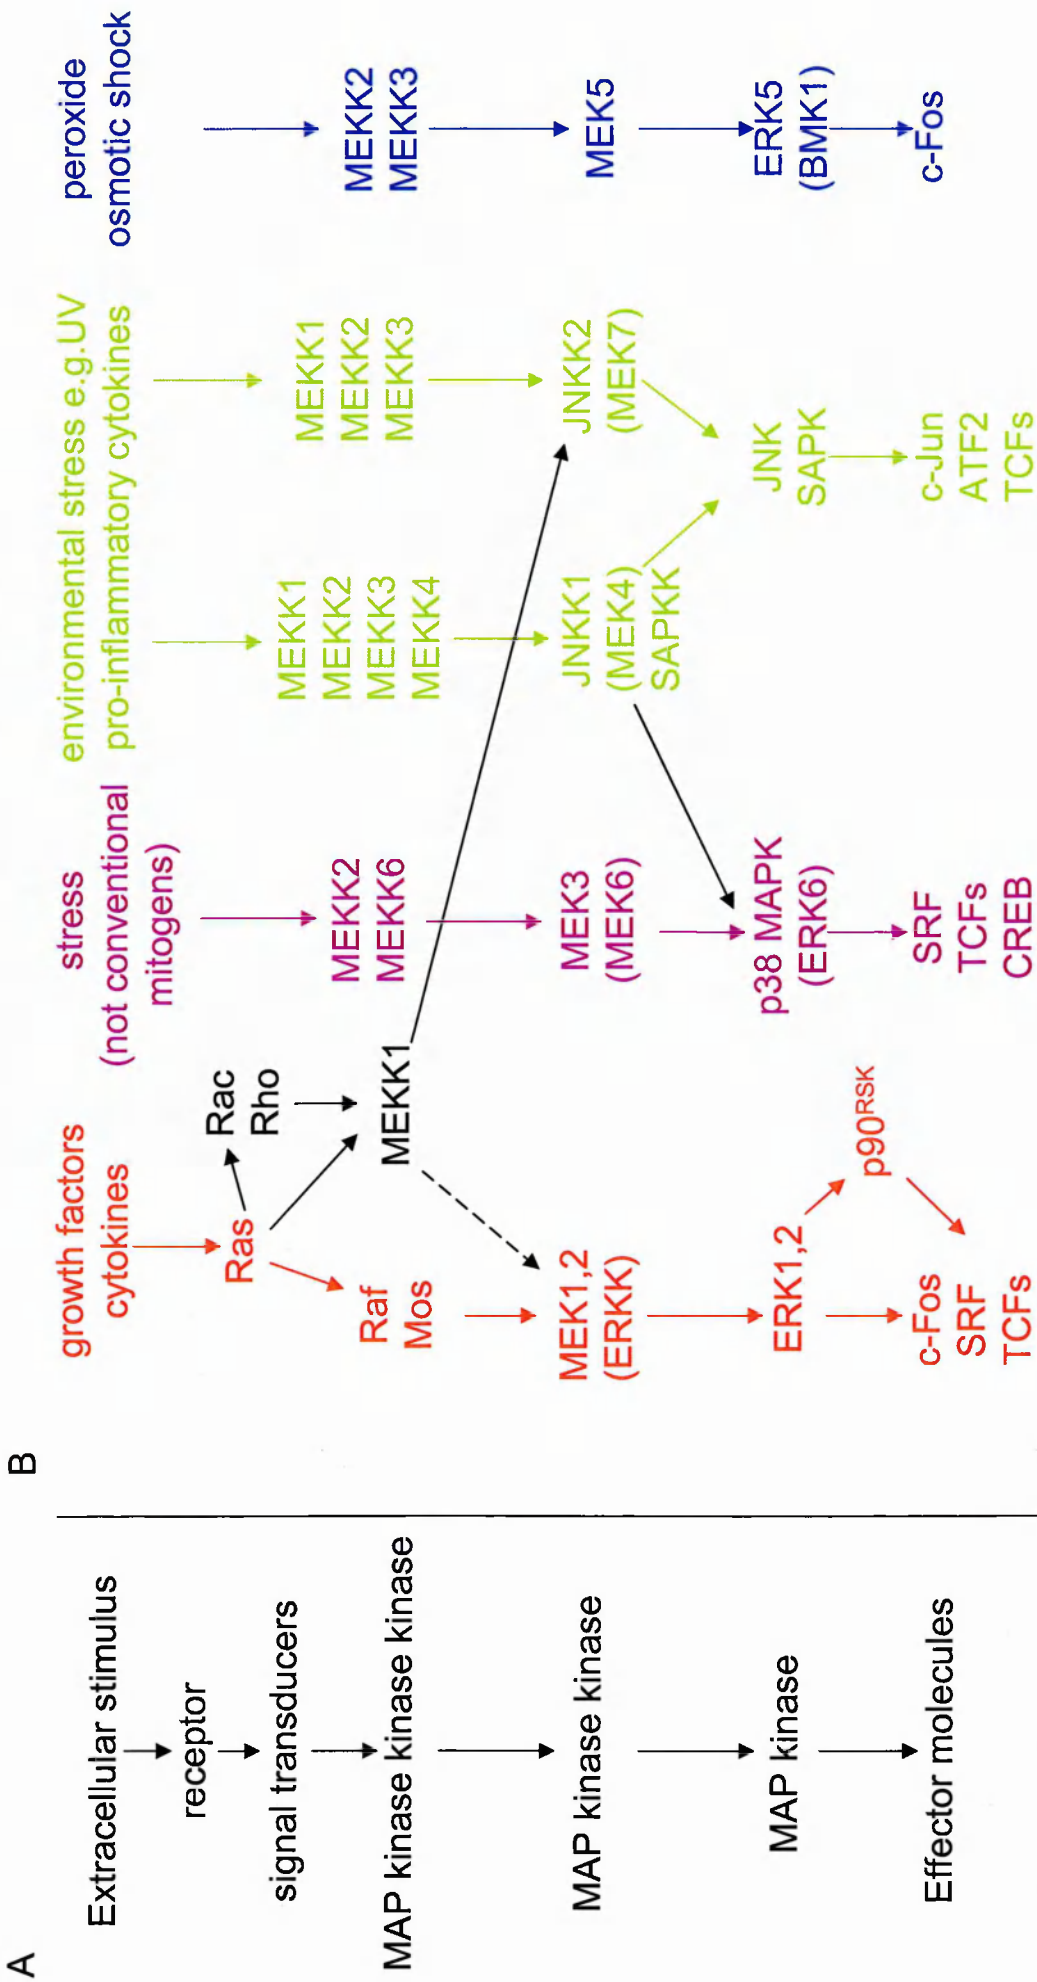 A
Extracellular stimulus
receptor
signal transducers
MAP kinase kinase kinase
MAP kinase kinase
MAP kinase
Effector molecules
B
growth factors
cytokines
Ras
Rac
Rho
Raf
Mos
MEKK1
MEK1,2
(ERKK)
ERK1,2
p90RSK
c-Fos
SRF
TCFs
stress
(not conventional
mitogens)
MEKK2
MEKK6
MEK3
(MEK6)
p38 MAPK
(ERK6)
SRF
TCFs
CREB
environmental stress e.g.UV
pro-inflammatory cytokines
MEKK1
MEKK2
MEKK3
MEKK4
JNKK1
(MEK4)
SAPKK
MEKK1
MEKK2
MEKK3
JNKK2
(MEK7)
JNK
SAPK
c-Jun
ATF2
TCFs
peroxide
osmotic shock
MEKK2
MEKK3
MEK5
ERK5
(BMK1)
c-Fos